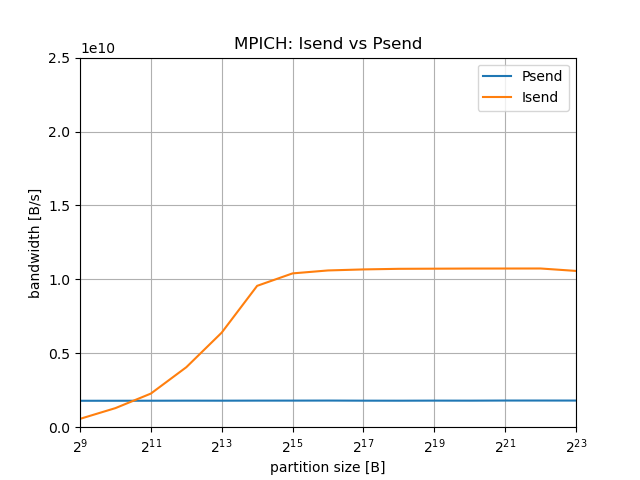 MPICH: Isend vs Psend
1e10
2.5
2.0
1.5
1.0
0.5
0.0
bandwidth [B/s]
Psend
Isend
2^9 2^11 2^13 2^15 2^17 2^19 2^21 2^23
partition size [B]